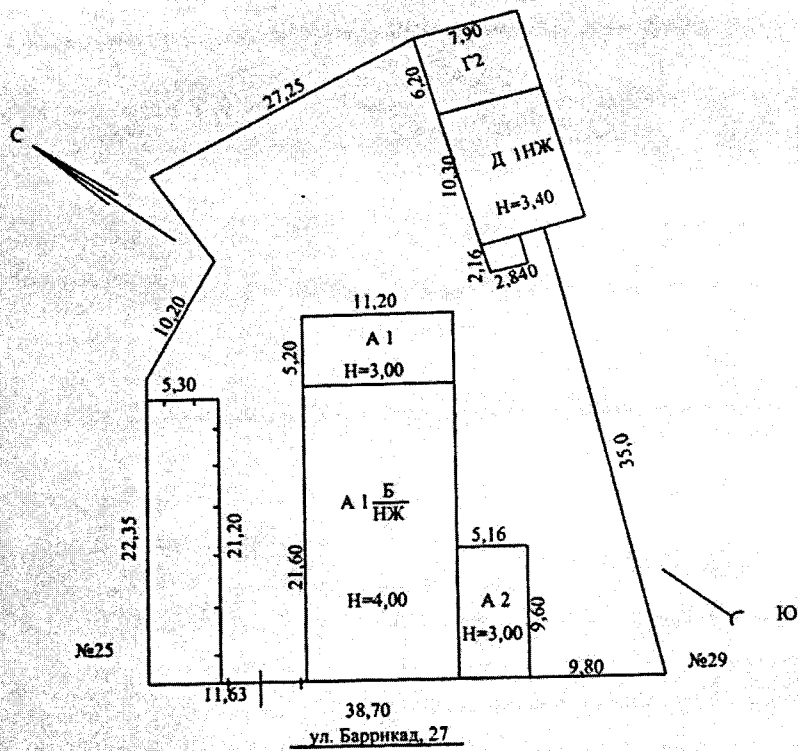 7,90
Г2
6,20
27,25
С
Д 1НЖ
10,30
Н=3,40
2,16
2,840
10,20
11,20
А 1
5,20
Н=3,00
5,30
35,0
А 1 Б
НЖ
22,35
21,20
5,16
21,60
Н=4,00
А 2
9,60
Н=3,00
Ю
№25
№29
9,80
11,63
38,70
ул. Баррикад, 27